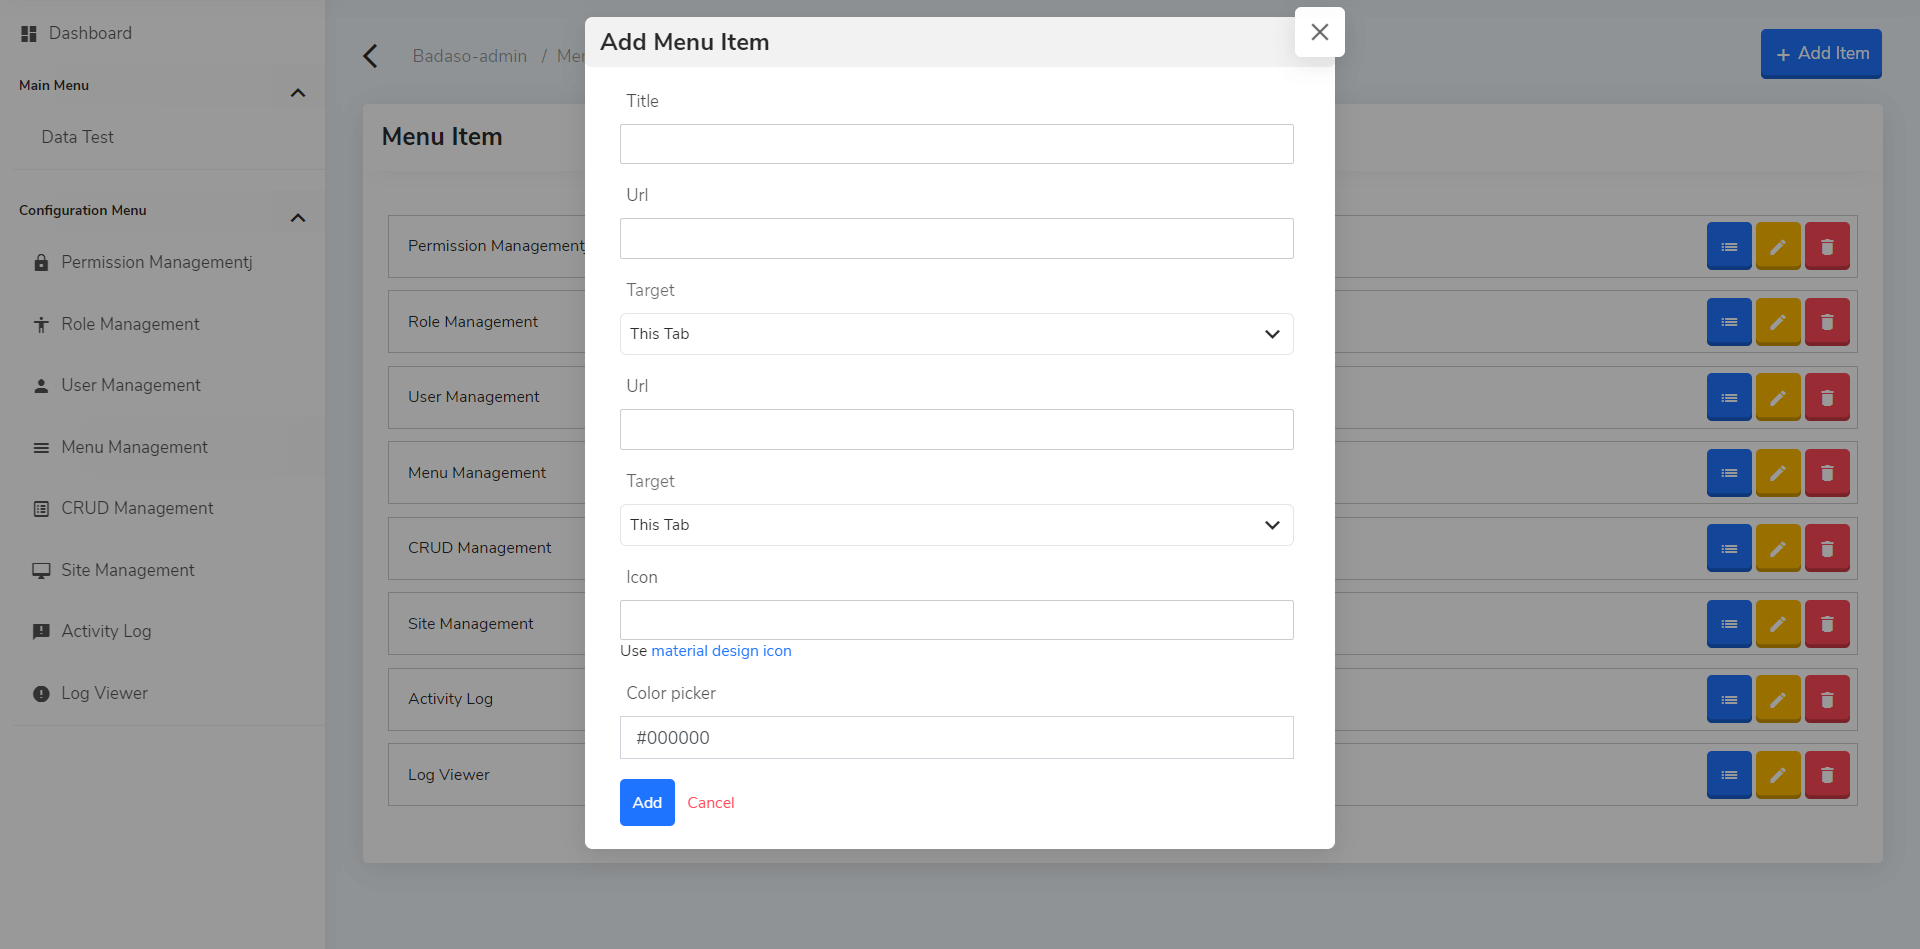 Dashboard
Main Menu
Data Test
Configuration Menu
Permission Managementj
Role Management
User Management
Menu Management
CRUD Management
Site Management
Activity Log
Log Viewer
Badaso-admin /
+ Add Item
Menu Item
Permission Management
Role Management
User Management
Menu Management
CRUD Management
Site Management
Activity Log
Log Viewer
Add Menu Item
Title
Url
Target
This Tab
Url
Target
This Tab
Icon
Use material design icon
Color picker
#000000
Add Cancel